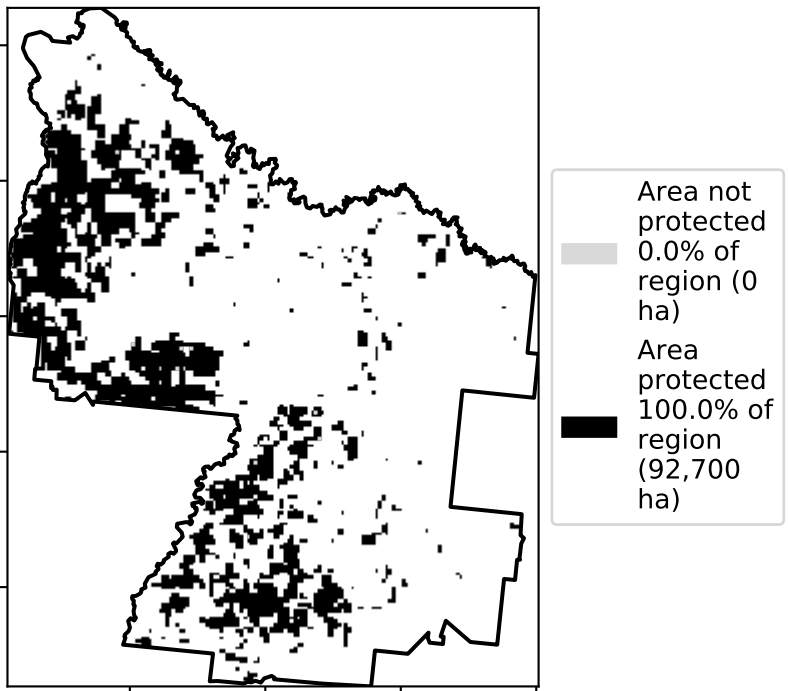 Area not
protected
0.0% of
region (0
ha)
Area
protected
100.0% of
region
(92,700
ha)